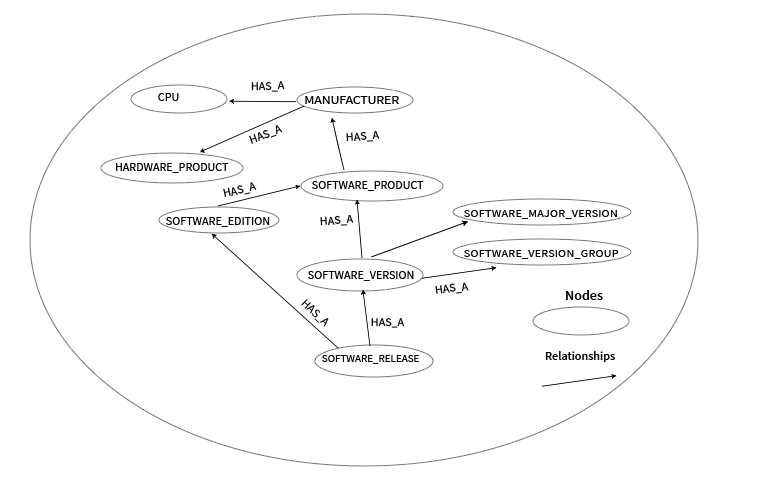 HAS_A
CPU
MANUFACTURER
HAS_A
HAS_A
HARDWARE_PRODUCT
SOFTWARE_PRODUCT
HAS_A
SOFTWARE_EDITION
HAS_A
SOFTWARE_MAJOR_VERSION
SOFTWARE_VERSION_GROUP
SOFTWARE_VERSION
HAS_A
Nodes
HAS_A
HAS_A
SOFTWARE_RELEASE
Relationships